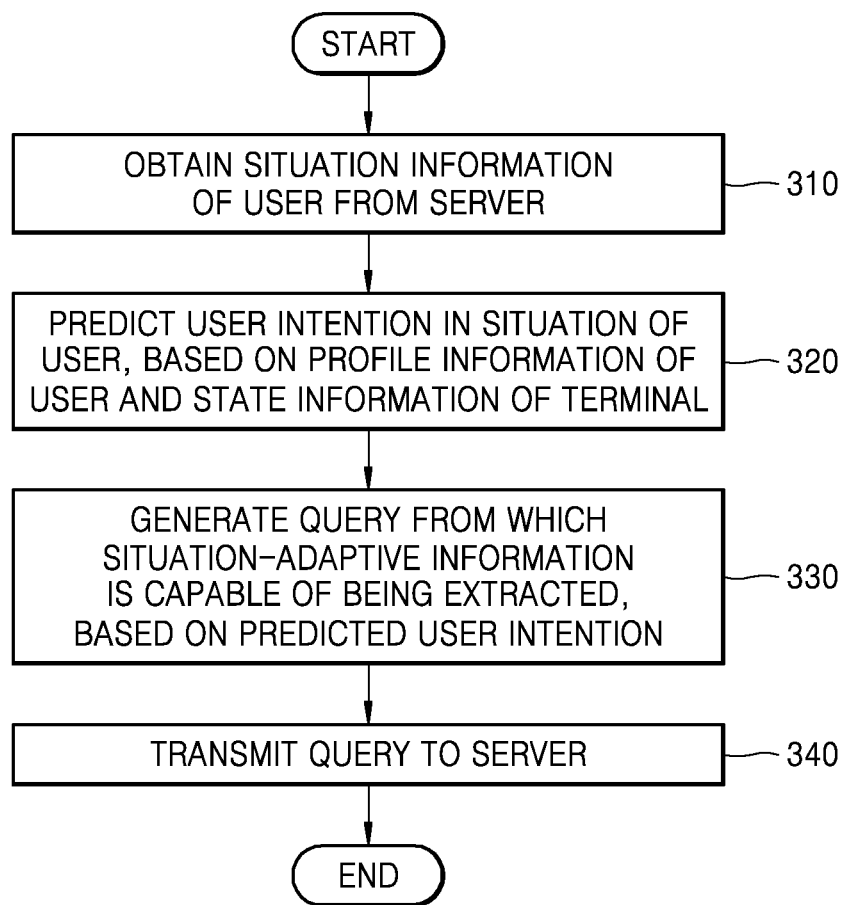 START
OBTAIN SITUATION INFORMATION
OF USER FROM SERVER
310
PREDICT USER INTENTION IN SITUATION OF
USER, BASED ON PROFILE INFORMATION OF
USER AND STATE INFORMATION OF TERMINAL
320
GENERATE QUERY FROM WHICH
SITUATION-ADAPTIVE INFORMATION
IS CAPABLE OF BEING EXTRACTED,
BASED ON PREDICTED USER INTENTION
330
TRANSMIT QUERY TO SERVER
340
END